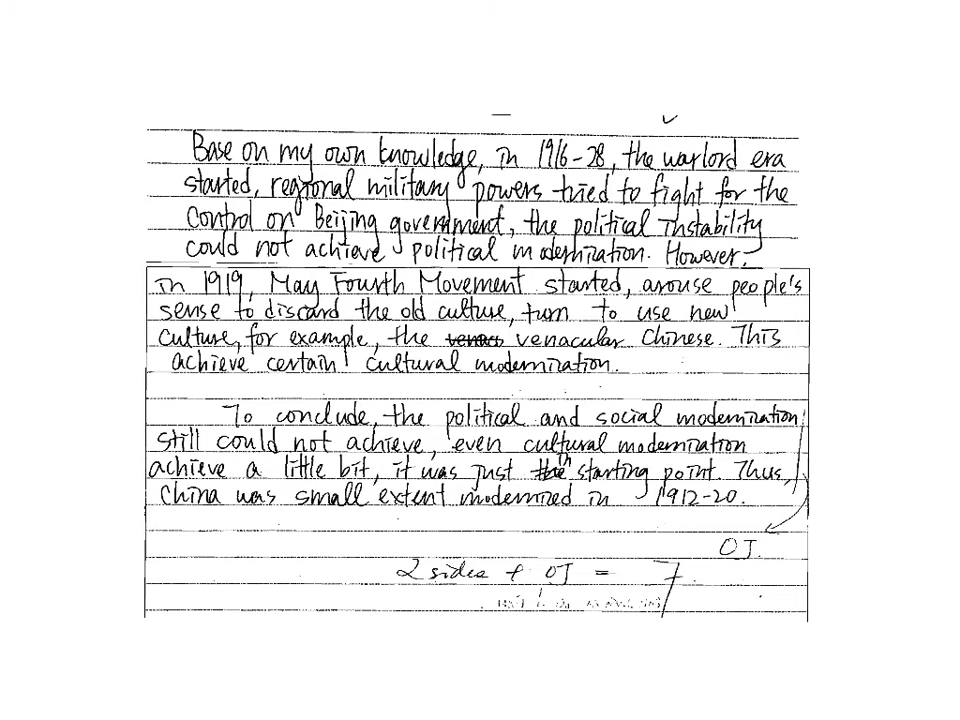 Base on my own knowledge, in 1916-28, the warlord era
started, regional military powers tried to fight for the
control on Beijing government, the political instability
could not achieve political modernization. However,
in 1919, May Fourth Movement started, arouse people's
sense to discard the old culture, turn to use new
culture, for example, the venacular Chinese. This
achieve certain cultural modernization.
To conclude, the political and social modernization
still could not achieve, even cultural modernization
achieve a little bit, it was just in starting point. Thus,
China was small extent modernized in 1912-20.
OJ.
2 sides + OJ = 7.